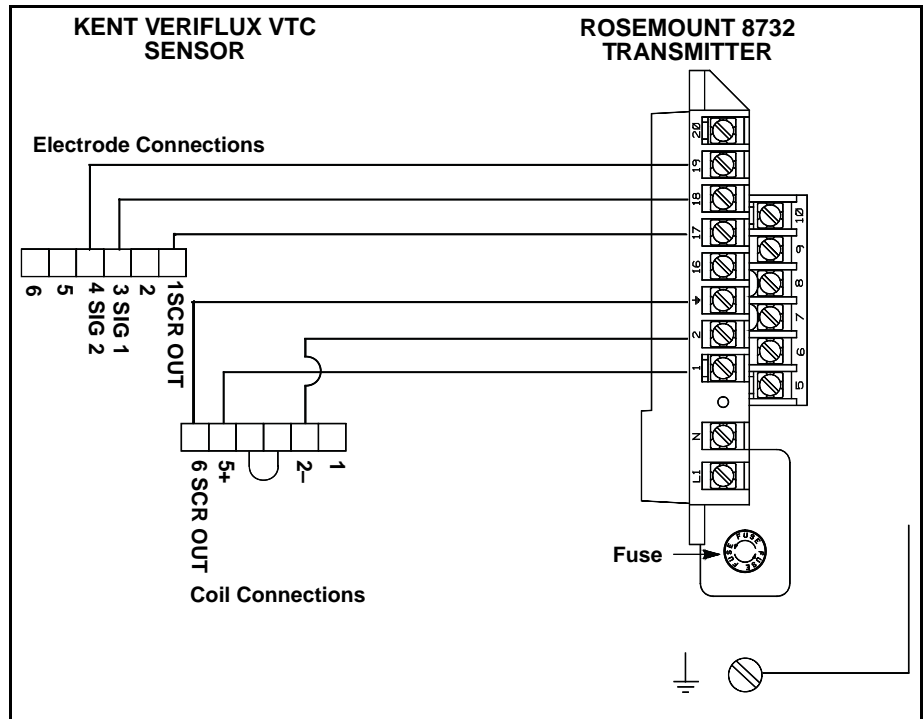 KENT VERIFLUX VTC
SENSOR
ROSEMOUNT 8732
TRANSMITTER
Electrode Connections
20
19
18
17
16
2
1
N
L1
10
9
8
7
6
5
6
5
4 SIG 2
3 SIG 1
2
1SCR OUT
6 SCR OUT
5+
2–
1
Coil Connections
Fuse
FUSE FUSE FUSE